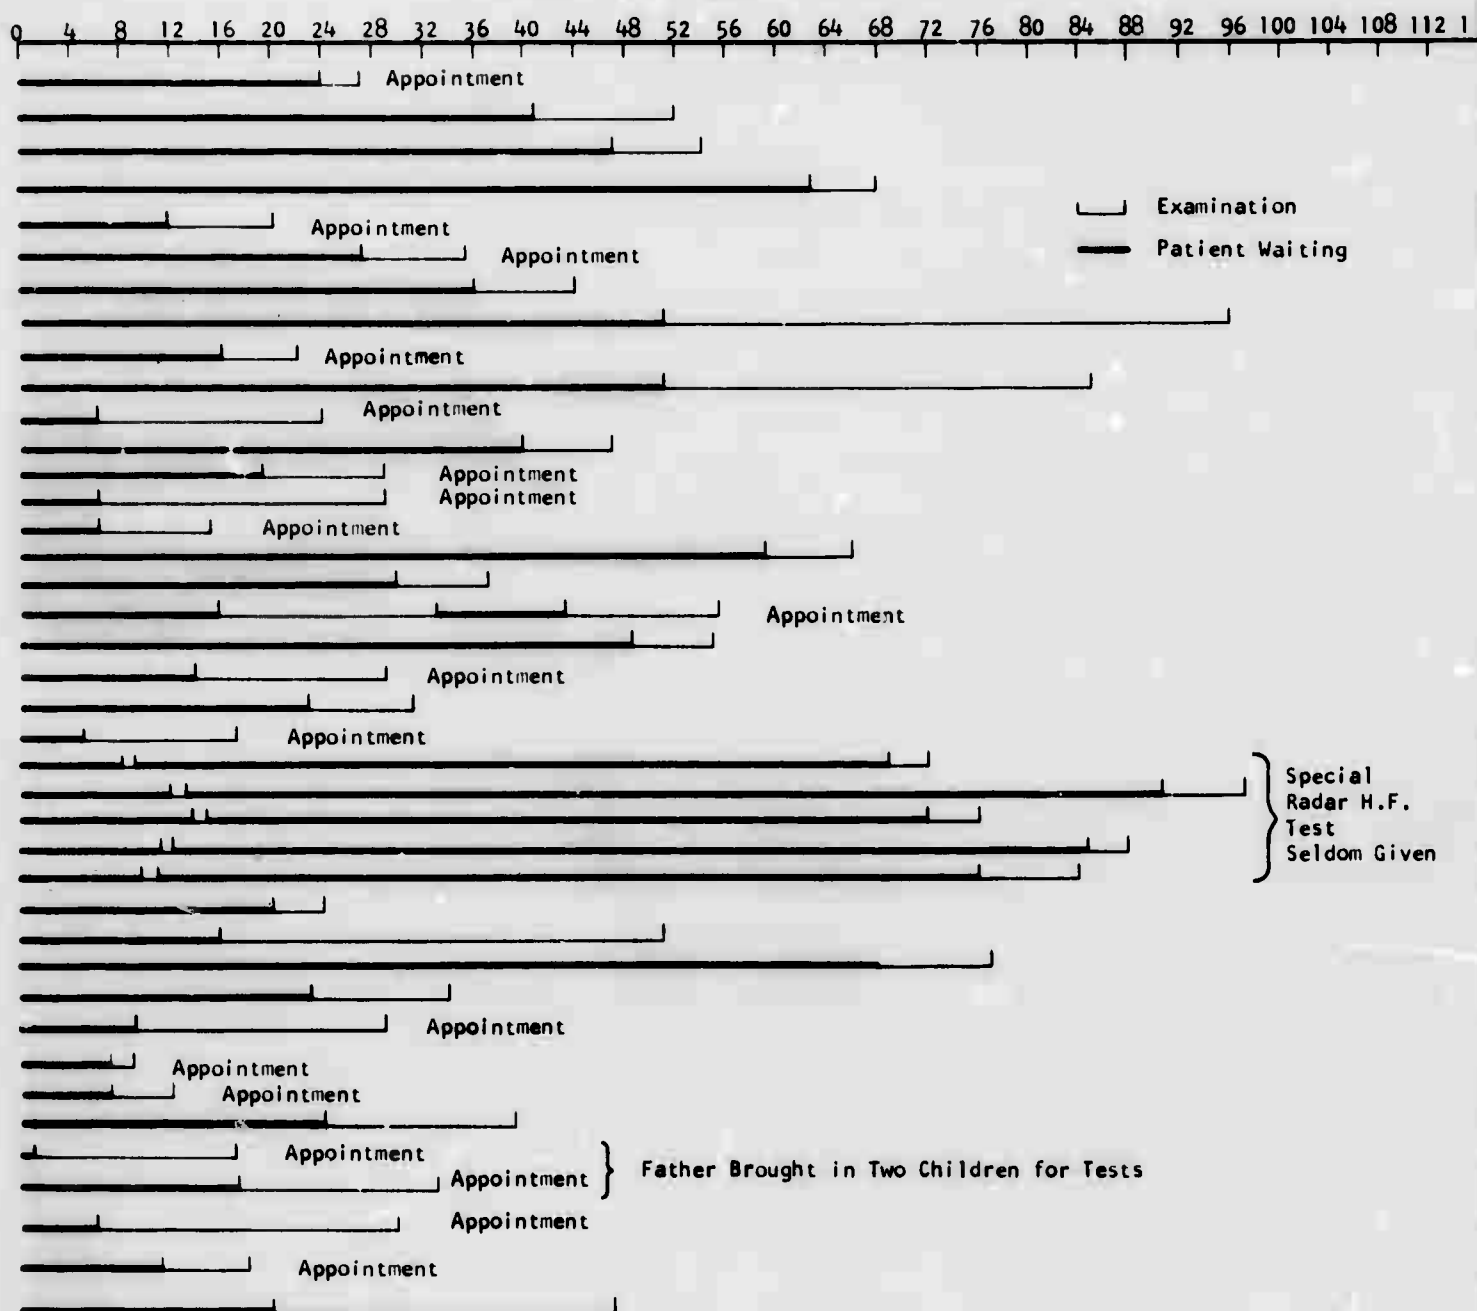 0 4 8 12 16 20 24 28 32 36 40 44 48 52 56 60 64 68 72 76 80 84 88 92 96 100 104 108 112 1
Appointment
Examination
Appointment
Patient Waiting
Appointment
Appointment
Appointment
Appointment
Appointment
Appointment
Appointment
Appointment
Appointment
Special
Radar H.F.
Test
Seldom Given
Appointment
Appointment
Appointment
Appointment
Father Brought in Two Children for Tests
Appointment
Appointment
Appointment